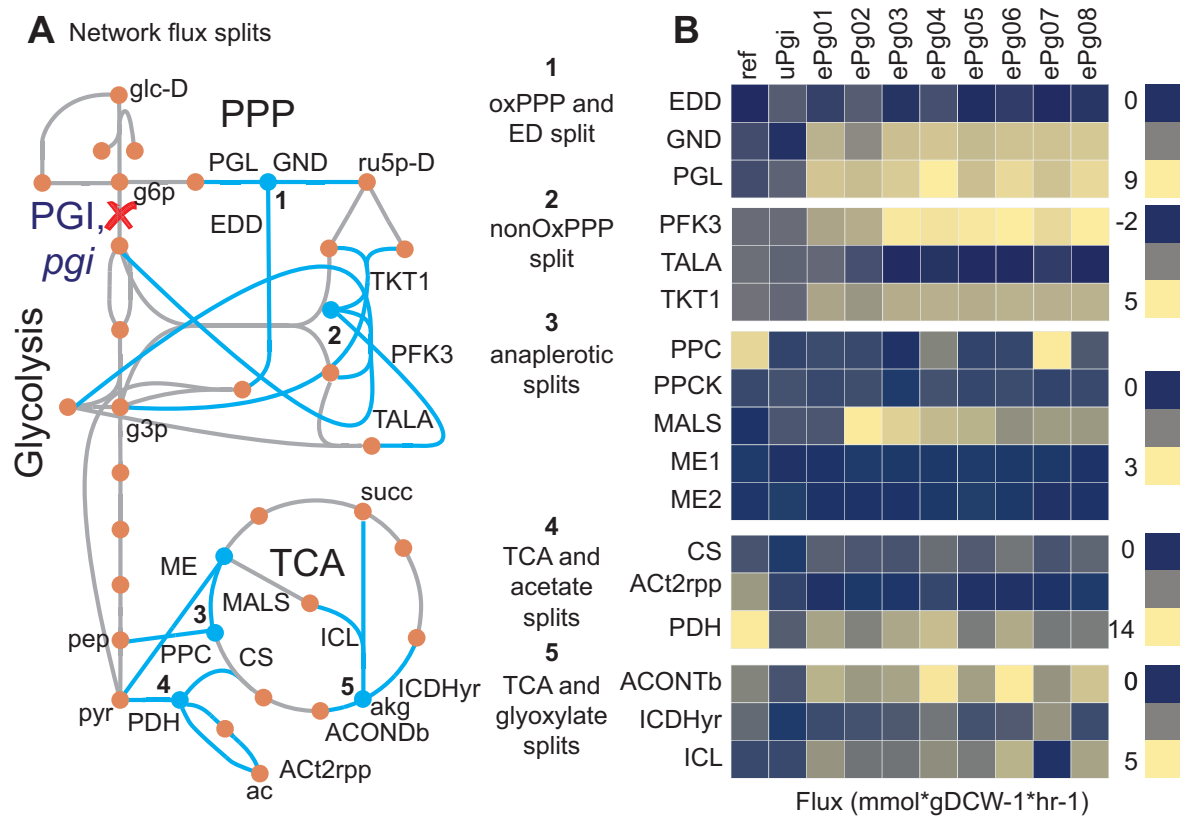 A Network flux splits
glc-D
PPP
PGL GND
ru5p-D
g6p
1
PGI,
pgi
EDD
TKT1
2
PFK3
TALA
g3p
Glycolysis
succ
ME
TCA
MALS
3
ICL
pep
PPC
CS
4
5
ICDHyr
akg
pyr
PDH
ACONDb
ACt2rpp
ac
1
oxPPP and
ED split
2
nonOxPPP
split
3
anaplerotic
splits
4
TCA and
acetate
splits
5
TCA and
glyoxylate
splits
B
ref
uPgi
ePg01
ePg02
ePg03
ePg04
ePg05
ePg06
ePg07
ePg08
EDD
GND
PGL
0
9
PFK3
TALA
TKT1
-2
5
PPC
PPCK
MALS
ME1
ME2
0
3
CS
ACt2rpp
PDH
0
14
ACONTb
ICDHyr
ICL
0
5
Flux (mmol*gDCW-1*hr-1)